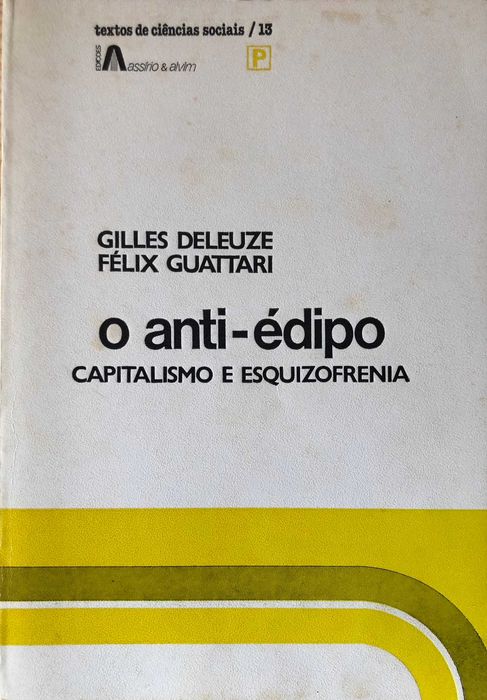 textos de ciências sociais / 13
EDIÇÕES
assírio & alvim
P
GILLES DELEUZE
FÉLIX GUATTARI
o anti-édipo
CAPITALISMO E ESQUIZOFRENIA